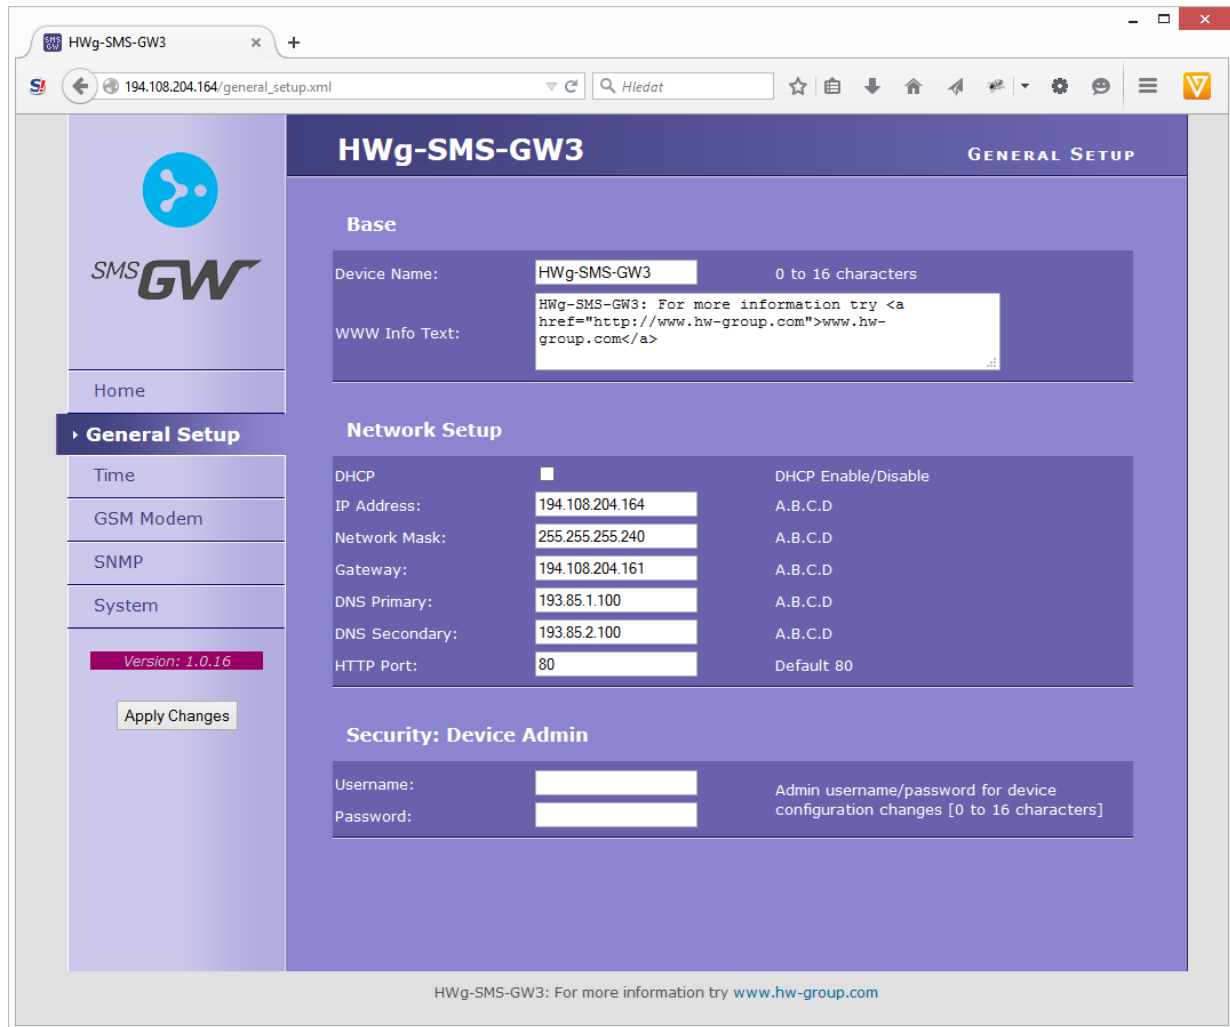 HWg-SMS-GW3
194.108.204.164/general_setup.xml
Hledat
HWg-SMS-GW3
General Setup
SMS GW
Home
General Setup
Time
GSM Modem
SNMP
System
Version: 1.0.16
Apply Changes
Base
Device Name: HWg-SMS-GW3 0 to 16 characters
WWW Info Text:
HWg-SMS-GW3: For more information try <a
href="http://www.hw-group.com">www.hw-
group.com</a>
Network Setup
DHCP DHCP Enable/Disable
IP Address: 194.108.204.164 A.B.C.D
Network Mask: 255.255.255.240 A.B.C.D
Gateway: 194.108.204.161 A.B.C.D
DNS Primary: 193.85.1.100 A.B.C.D
DNS Secondary: 193.85.2.100 A.B.C.D
HTTP Port: 80 Default 80
Security: Device Admin
Username:
Password:
Admin username/password for device
configuration changes [0 to 16 characters]
HWg-SMS-GW3: For more information try www.hw-group.com